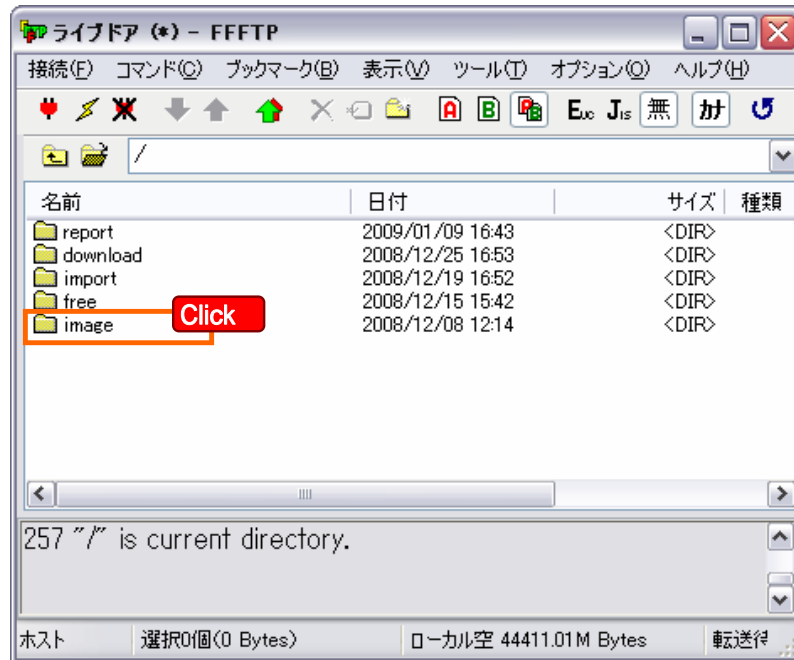 ライブドア (*) - FFFTP
接続(F) コマンド(C) ブックマーク(B) 表示(V) ツール(T) オプション(O) ヘルプ(H)
A B B Euc JIS 無 カナ
/
名前 日付 サイズ 種類
report 2009/01/09 16:43 <DIR>
download 2008/12/25 16:53 <DIR>
import 2008/12/19 16:52 <DIR>
free 2008/12/15 15:42 <DIR>
Click
image 2008/12/08 12:14 <DIR>
257 "/" is current directory.
ホスト 選択0個(0 Bytes) ローカル空 44411.01M Bytes 転送待